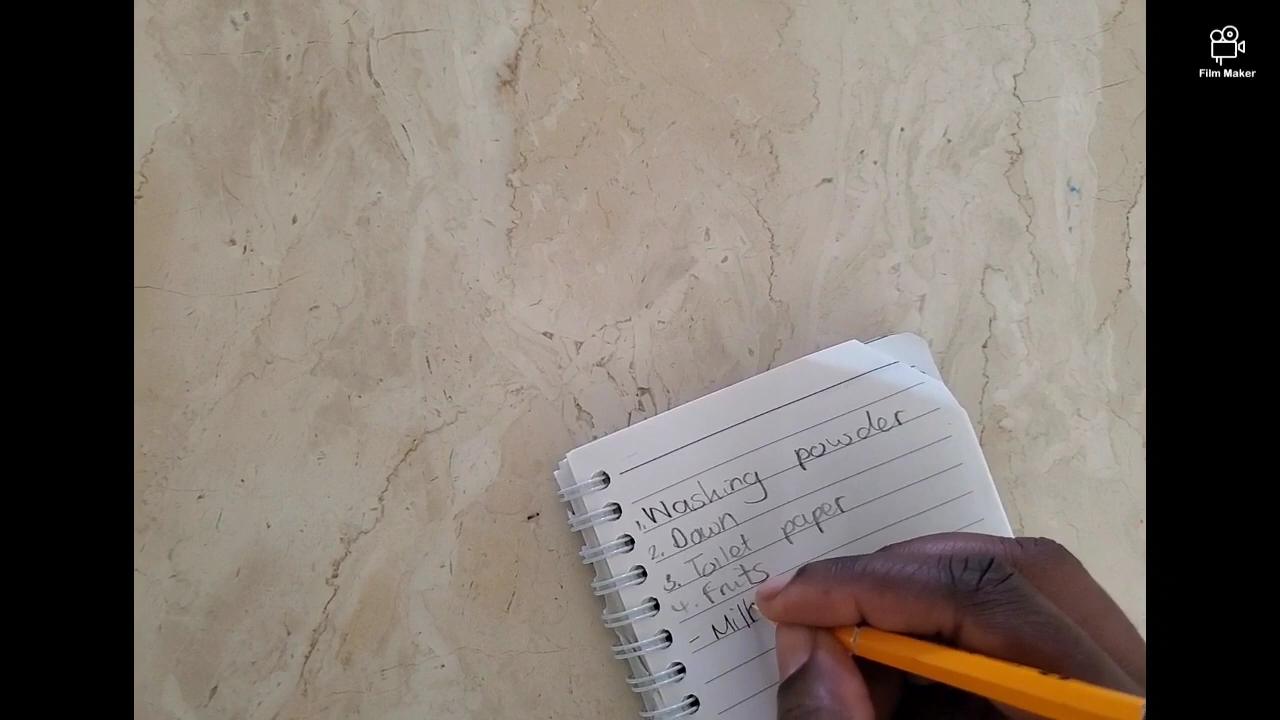 Film Maker
1. Washing powder
2. Dawn
3. Toilet paper
4. Fruits
- Milk